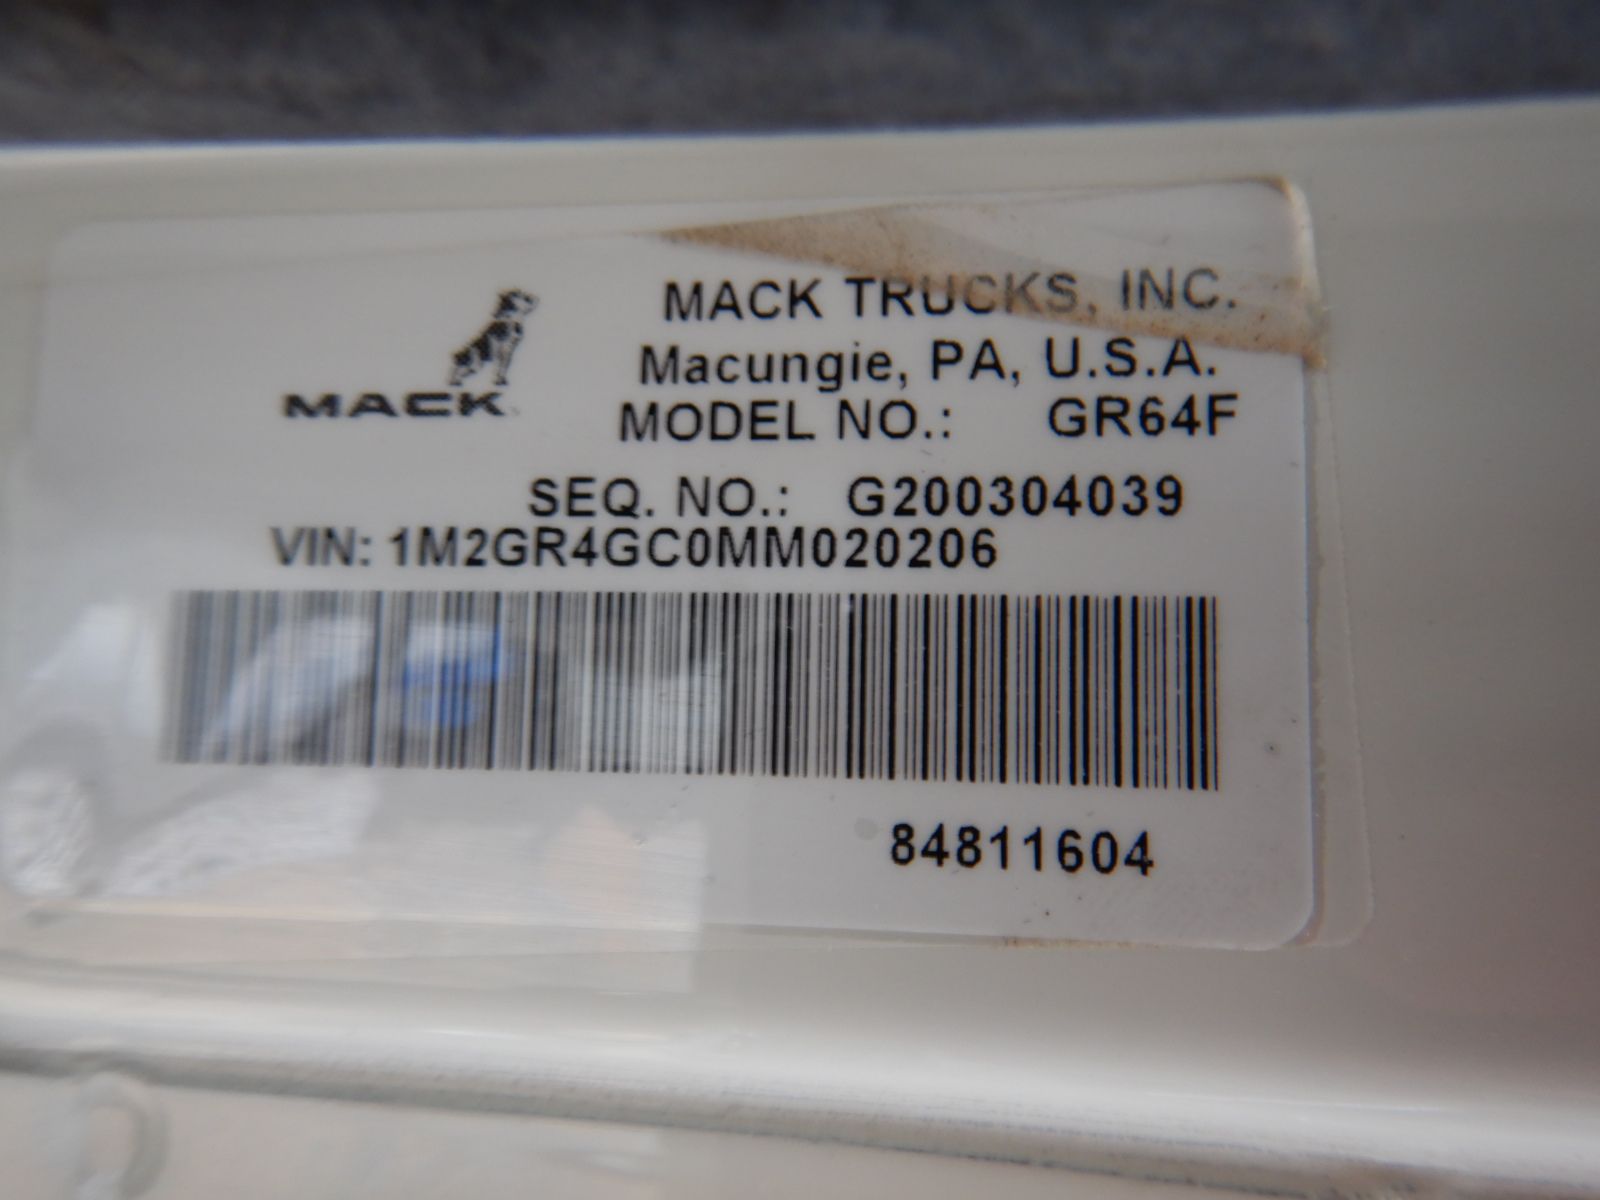 MACK
MACK TRUCKS, INC.
Macungie, PA, U.S.A.
MODEL NO.: GR64F
SEQ. NO.: G200304039
VIN: 1M2GR4GC0MM020206
84811604